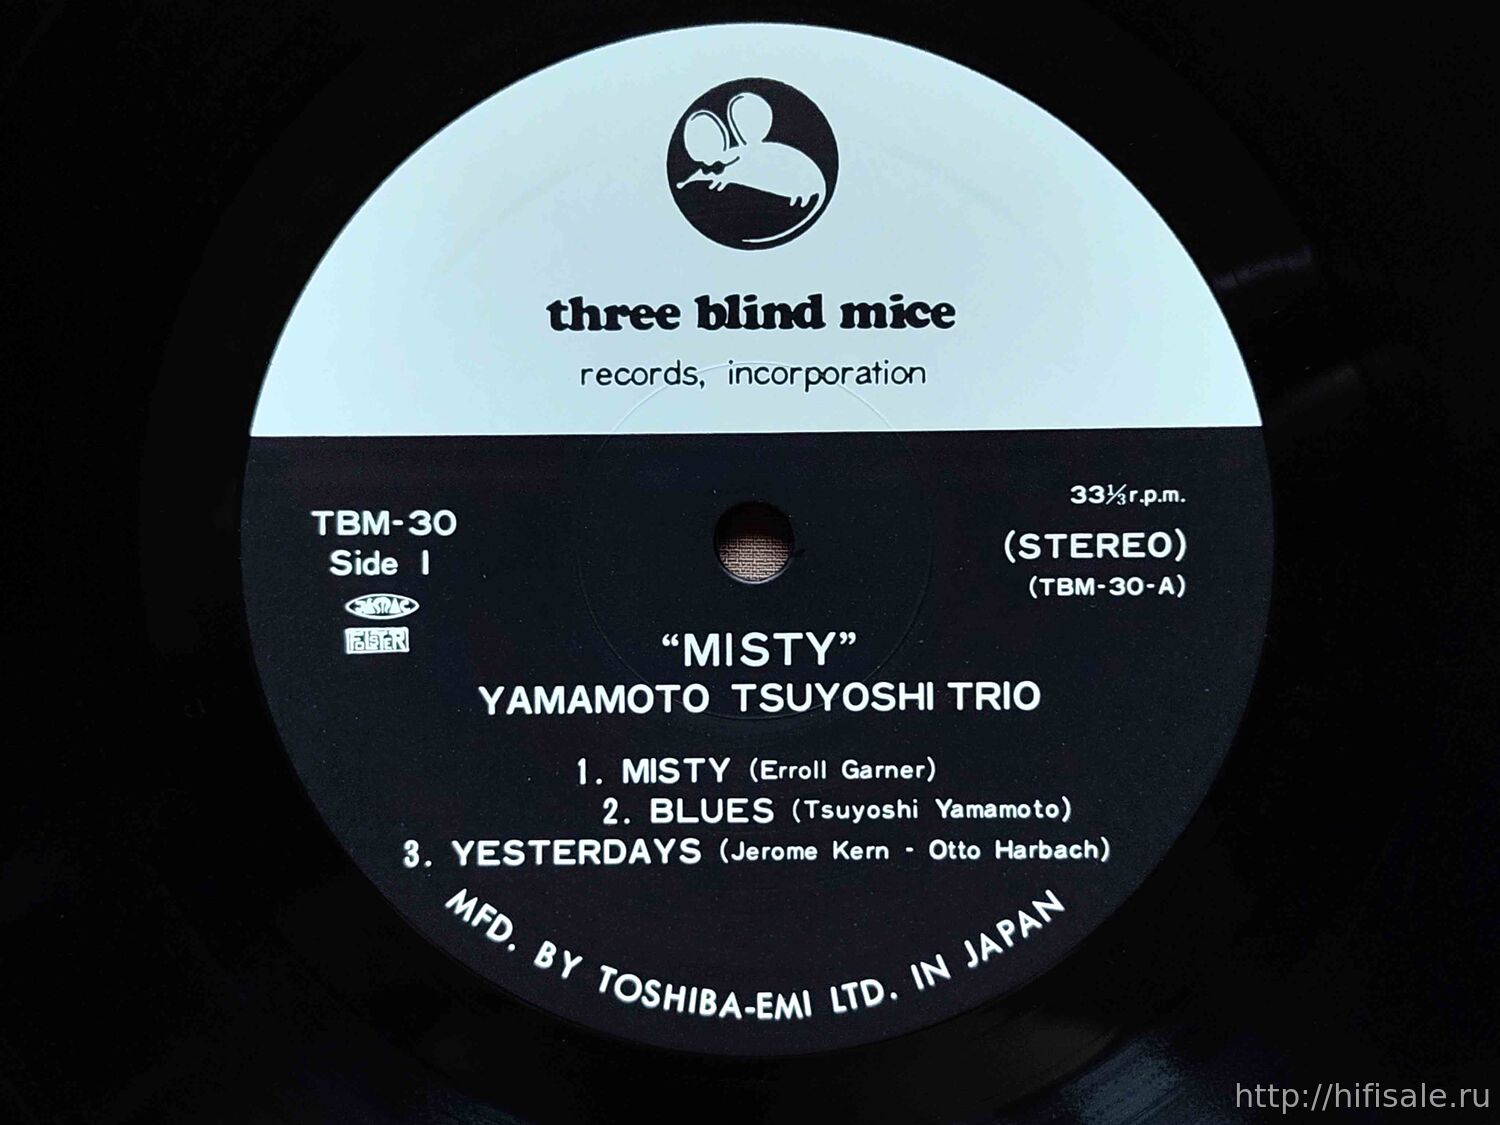 three blind mice
records, incorporation
TBM-30
Side 1
JASRAC
33⅓ r.p.m.
(STEREO)
(TBM-30-A)
“MISTY”
YAMAMOTO TSUYOSHI TRIO
1. MISTY (Erroll Garner)
2. BLUES (Tsuyoshi Yamamoto)
3. YESTERDAYS (Jerome Kern - Otto Harbach)
MFD. BY TOSHIBA-EMI LTD. IN JAPAN
http://hifisale.ru